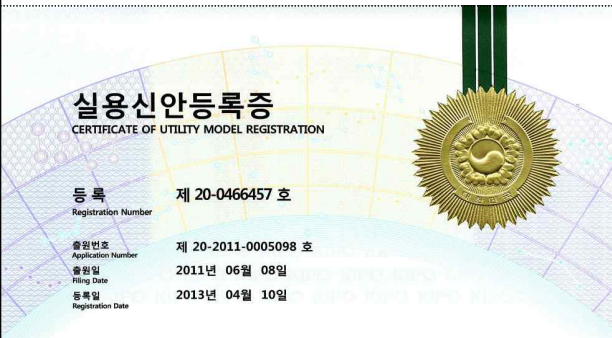 실용신안등록증
CERTIFICATE OF UTILITY MODEL REGISTRATION
등 록 제 20-0466457 호
Registration Number
출원번호 제 20-2011-0005098 호
Application Number
출원일 2011년 06월 08일
Filing Date
등록일 2013년 04월 10일
Registration Date